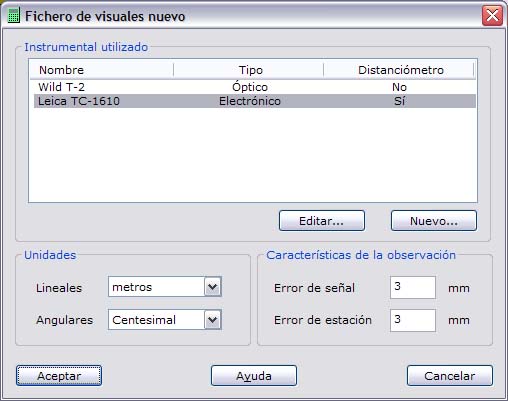 Fichero de visuales nuevo
Instrumental utilizado
Nombre Tipo Distanciómetro
Wild T-2 Óptico No
Leica TC-1610 Electrónico Sí
Editar... Nuevo...
Unidades
Lineales metros
Angulares Centesimal
Características de la observación
Error de señal 3 mm
Error de estación 3 mm
Aceptar Ayuda Cancelar